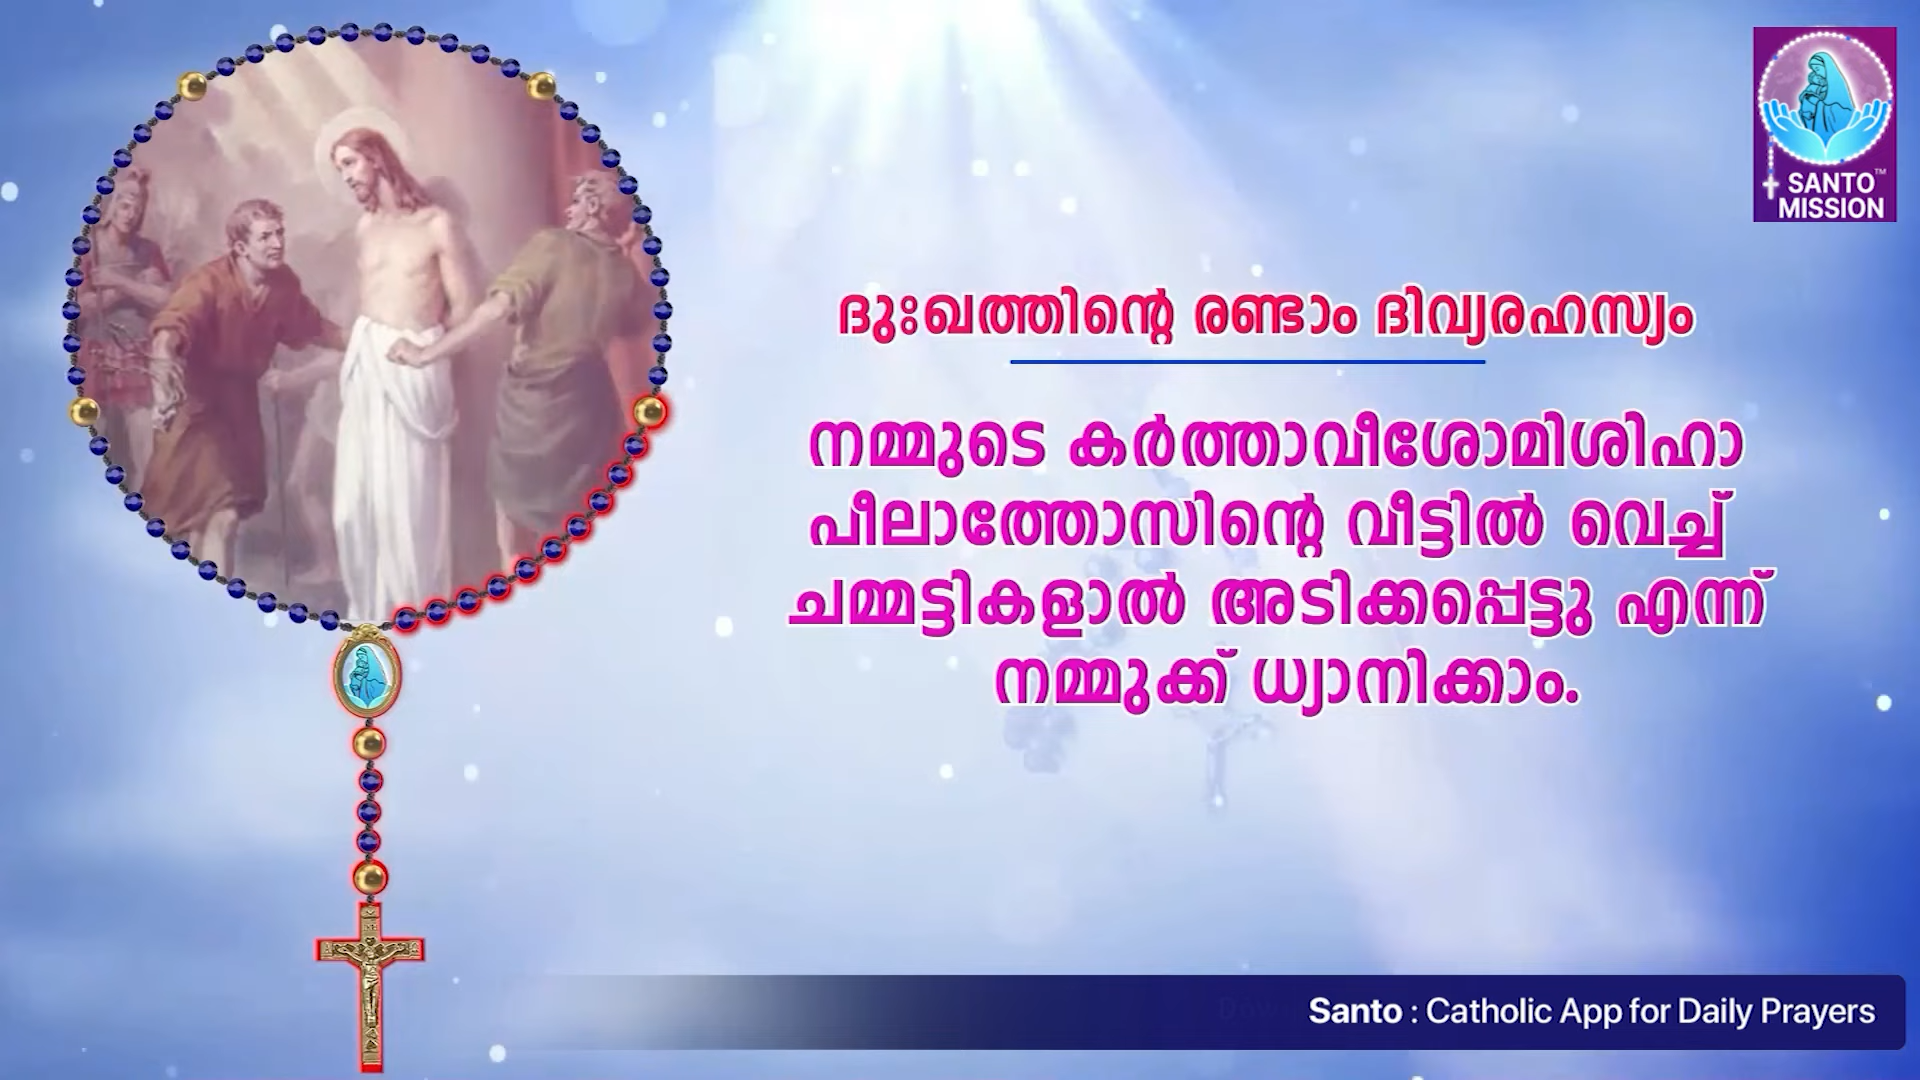 SANTO™
MISSION
ദുഃഖത്തിന്റെ രണ്ടാം ദിവ്യരഹസ്യം
നമ്മുടെ കർത്താവീശോമിശിഹാ
പീലാത്തോസിന്റെ വീട്ടിൽ വെച്ച്
ചമ്മട്ടികളാൽ അടിക്കപ്പെട്ടു എന്ന്
നമ്മുക്ക് ധ്യാനിക്കാം.
Santo : Catholic App for Daily Prayers